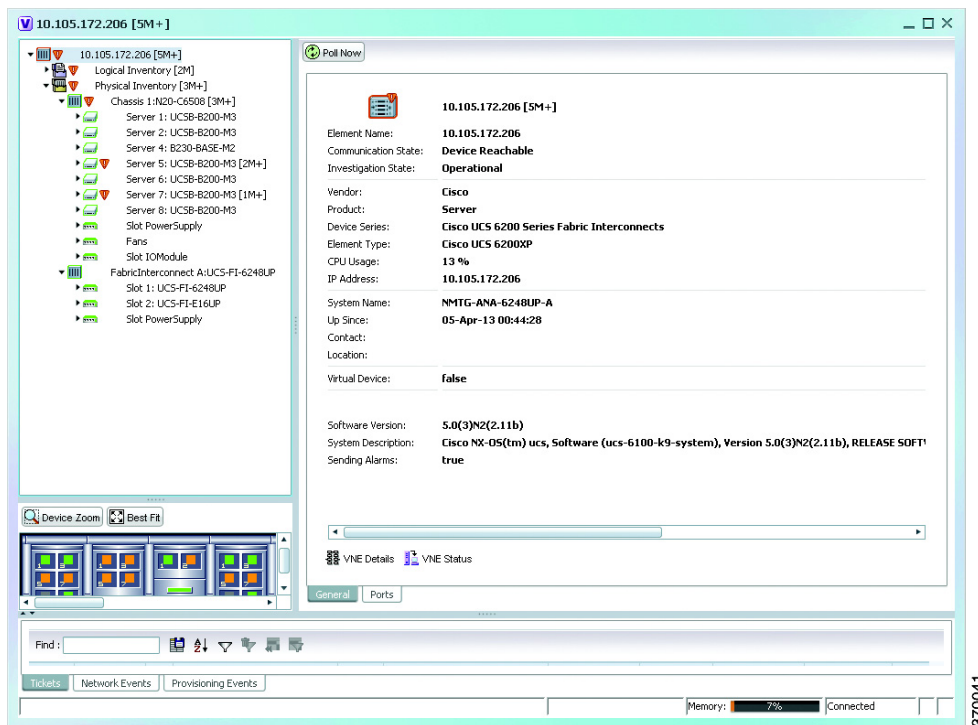 10.105.172.206 [5M+]
10.105.172.206 [5M+]
Logical Inventory [2M]
Physical Inventory [3M+]
Chassis 1:N20-C6508 [3M+]
Server 1: UCSB-B200-M3
Server 2: UCSB-B200-M3
Server 4: B230-BASE-M2
Server 5: UCSB-B200-M3 [2M+]
Server 6: UCSB-B200-M3
Server 7: UCSB-B200-M3 [1M+]
Server 8: UCSB-B200-M3
Slot PowerSupply
Fans
Slot IOModule
FabricInterconnect A:UCS-FI-6248UP
Slot 1: UCS-FI-6248UP
Slot 2: UCS-FI-E16UP
Slot PowerSupply
Device Zoom Best Fit
Poll Now
10.105.172.206 [5M+]
Element Name: 10.105.172.206
Communication State: Device Reachable
Investigation State: Operational
Vendor: Cisco
Product: Server
Device Series: Cisco UCS 6200 Series Fabric Interconnects
Element Type: Cisco UCS 6200XP
CPU Usage: 13 %
IP Address: 10.105.172.206
System Name: NMTG-ANA-6248UP-A
Up Since: 05-Apr-13 00:44:28
Contact:
Location:
Virtual Device: false
Software Version: 5.0(3)N2(2.11b)
System Description: Cisco NX-OS(tm) ucs, Software (ucs-6100-k9-system), Version 5.0(3)N2(2.11b), RELEASE SOFT
Sending Alarms: true
VNE Details VNE Status
General Ports
Find :
Tickets Network Events Provisioning Events
Memory: 7% Connected